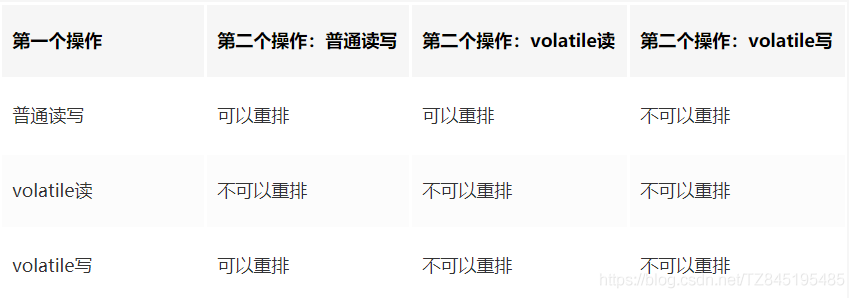 第一个操作 第二个操作：普通读写 第二个操作：volatile读 第二个操作：volatile写
普通读写 可以重排 可以重排 不可以重排
volatile读 不可以重排 不可以重排 不可以重排
volatile写 可以重排 不可以重排 不可以重排
https://blog.csdn.net/TZ845195485